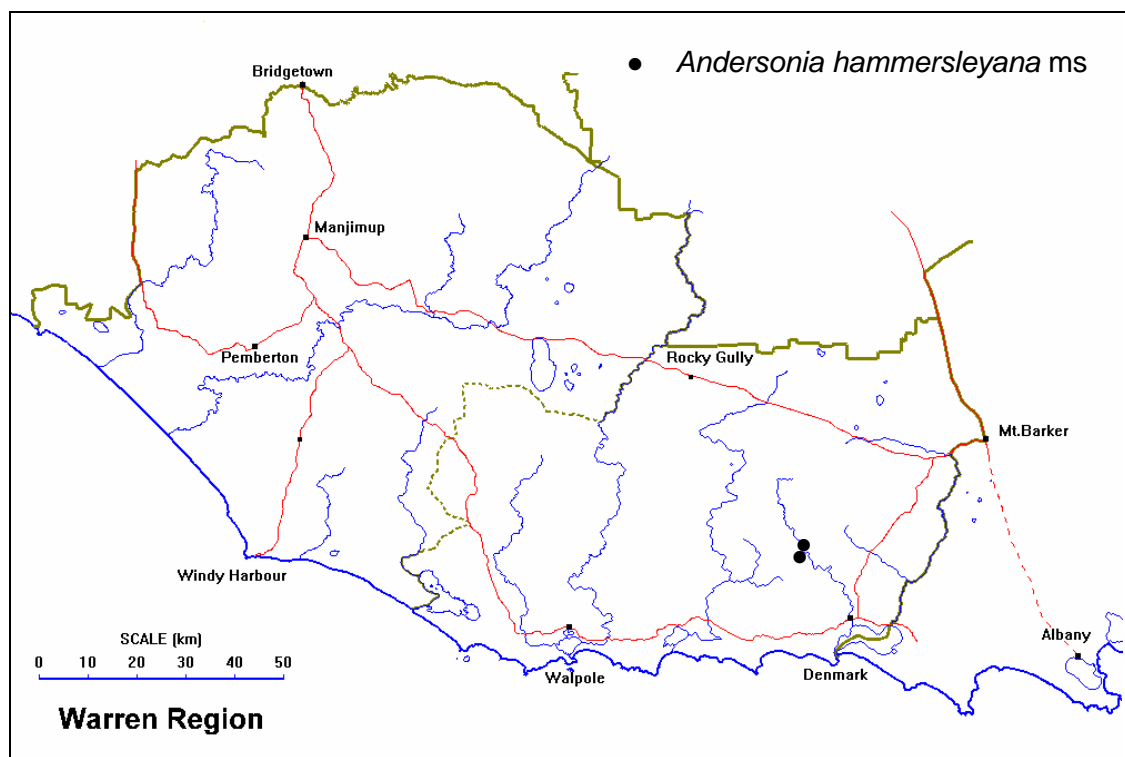 Bridgetown
Andersonia hammersleyana ms
Manjimup
Pemberton
Rocky Gully
Mt.Barker
Windy Harbour
SCALE (km)
0 10 20 30 40 50
Walpole
Denmark
Albany
Warren Region